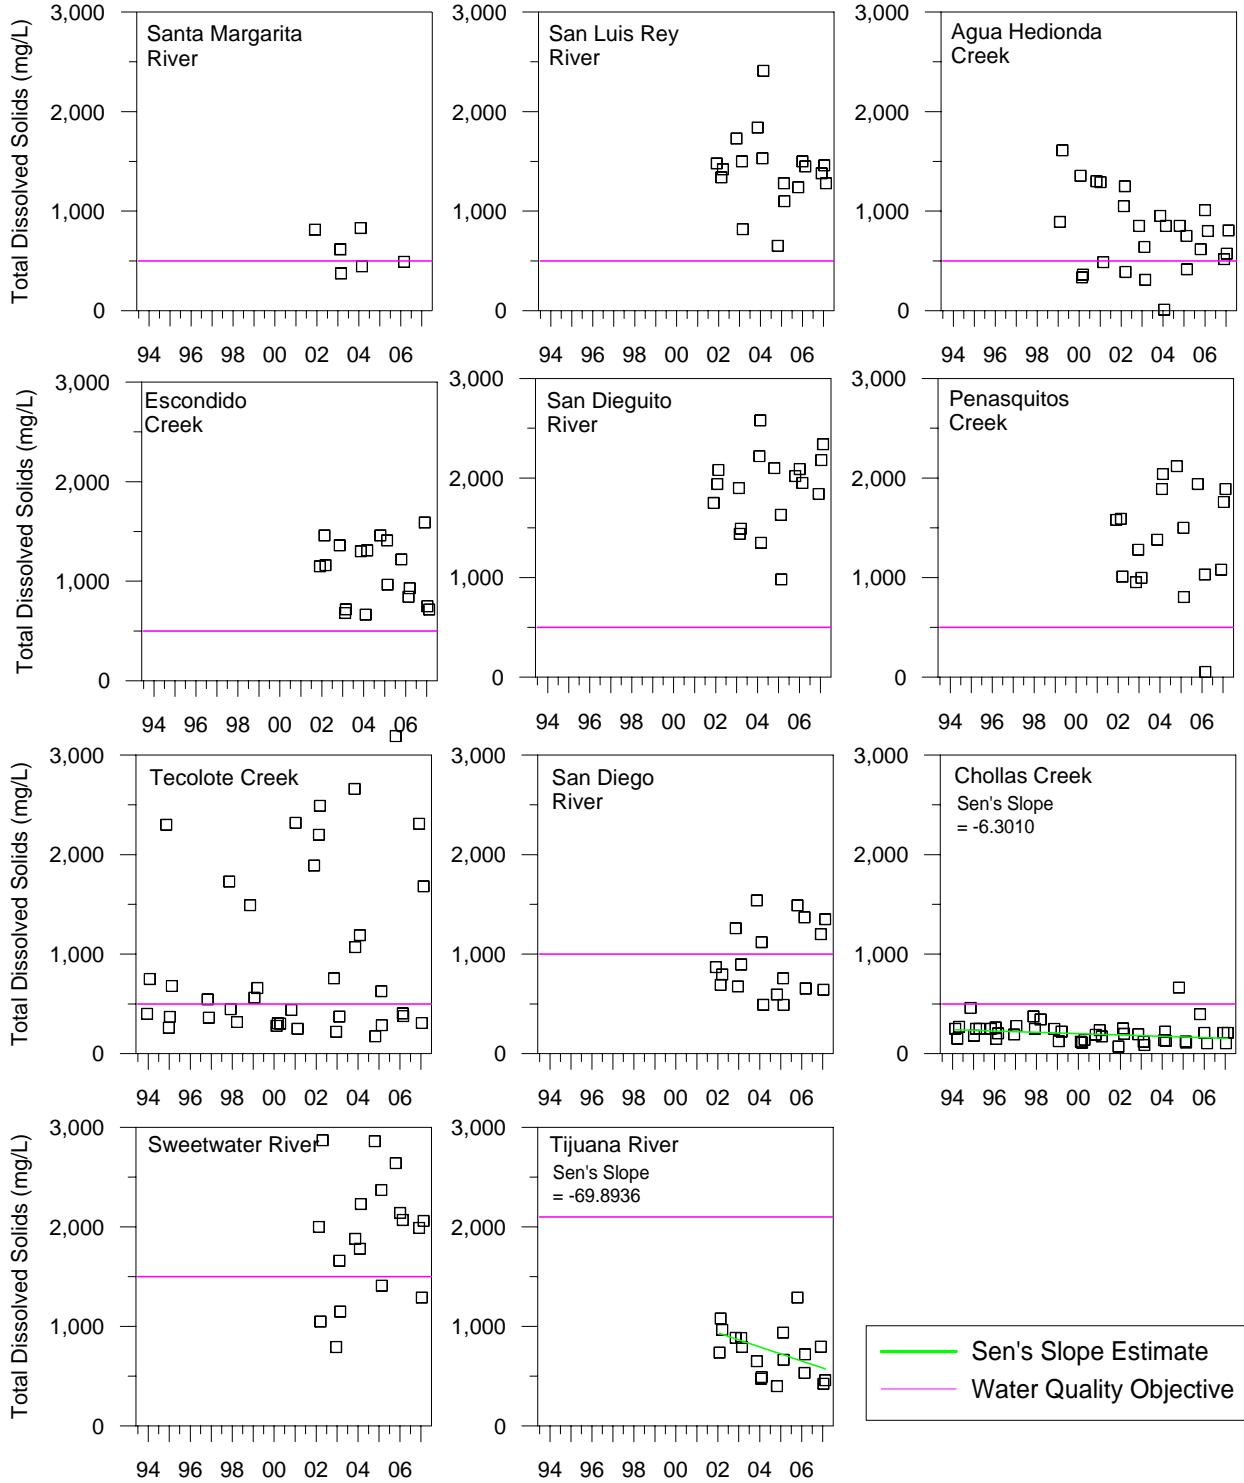 Total Dissolved Solids (mg/L)
3,000
2,000
1,000
0
Santa Margarita
River
94 96 98 00 02 04 06
3,000
2,000
1,000
0
San Luis Rey
River
94 96 98 00 02 04 06
3,000
2,000
1,000
0
Agua Hedionda
Creek
94 96 98 00 02 04 06
Total Dissolved Solids (mg/L)
3,000
2,000
1,000
0
Escondido
Creek
94 96 98 00 02 04 06
3,000
2,000
1,000
0
San Dieguito
River
94 96 98 00 02 04 06
3,000
2,000
1,000
0
Penasquitos
Creek
94 96 98 00 02 04 06
Total Dissolved Solids (mg/L)
3,000
2,000
1,000
0
Tecolote Creek
94 96 98 00 02 04 06
3,000
2,000
1,000
0
San Diego
River
94 96 98 00 02 04 06
3,000
2,000
1,000
0
Chollas Creek
Sen's Slope
= -6.3010
94 96 98 00 02 04 06
Total Dissolved Solids (mg/L)
3,000
2,000
1,000
0
Sweetwater River
94 96 98 00 02 04 06
3,000
2,000
1,000
0
Tijuana River
Sen's Slope
= -69.8936
94 96 98 00 02 04 06
Sen's Slope Estimate
Water Quality Objective